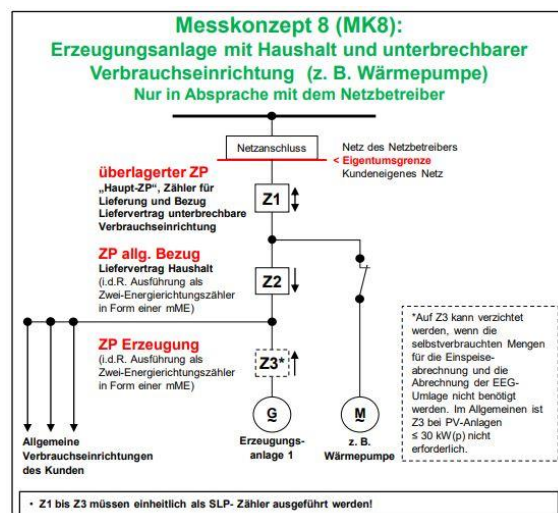 Messkonzept 8 (MK8):
Erzeugungsanlage mit Haushalt und unterbrechbarer
Verbrauchseinrichtung (z. B. Wärmepumpe)
Nur in Absprache mit dem Netzbetreiber
Netzanschluss
Netz des Netzbetreibers
< Eigentumsgrenze
Kundeneigenes Netz
überlagerter ZP
„Haupt-ZP“, Zähler für
Lieferung und Bezug
Liefervertrag unterbrechbare
Verbrauchseinrichtung
Z1
ZP allg. Bezug
Liefervertrag Haushalt
(i.d.R. Ausführung als
Zwei-Energierichtungszähler
in Form einer mME)
Z2
ZP Erzeugung
(i.d.R. Ausführung als
Zwei-Energierichtungszähler
in Form einer mME)
Z3*
*Auf Z3 kann verzichtet
werden, wenn die
selbstverbrauchten Mengen
für die Einspeise-
abrechnung und die
Abrechnung der EEG-
Umlage nicht benötigt
werden. Im Allgemeinen ist
Z3 bei PV-Anlagen
≤ 30 kW(p) nicht
erforderlich.
G
~
M
~
Allgemeine
Verbrauchseinrichtungen
des Kunden
Erzeugungs-
anlage 1
z. B.
Wärmepumpe
• Z1 bis Z3 müssen einheitlich als SLP- Zähler ausgeführt werden!